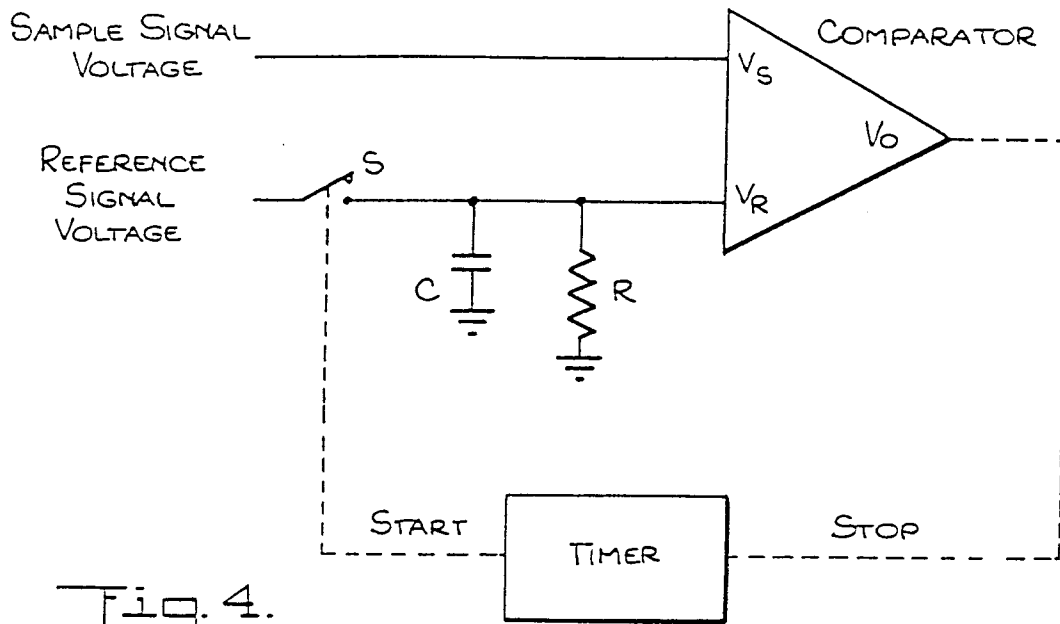 SAMPLE SIGNAL
VOLTAGE
COMPARATOR
VS
VO
REFERENCE
SIGNAL
VOLTAGE
S
VR
C
R
START
TIMER
STOP
Fig. 4.